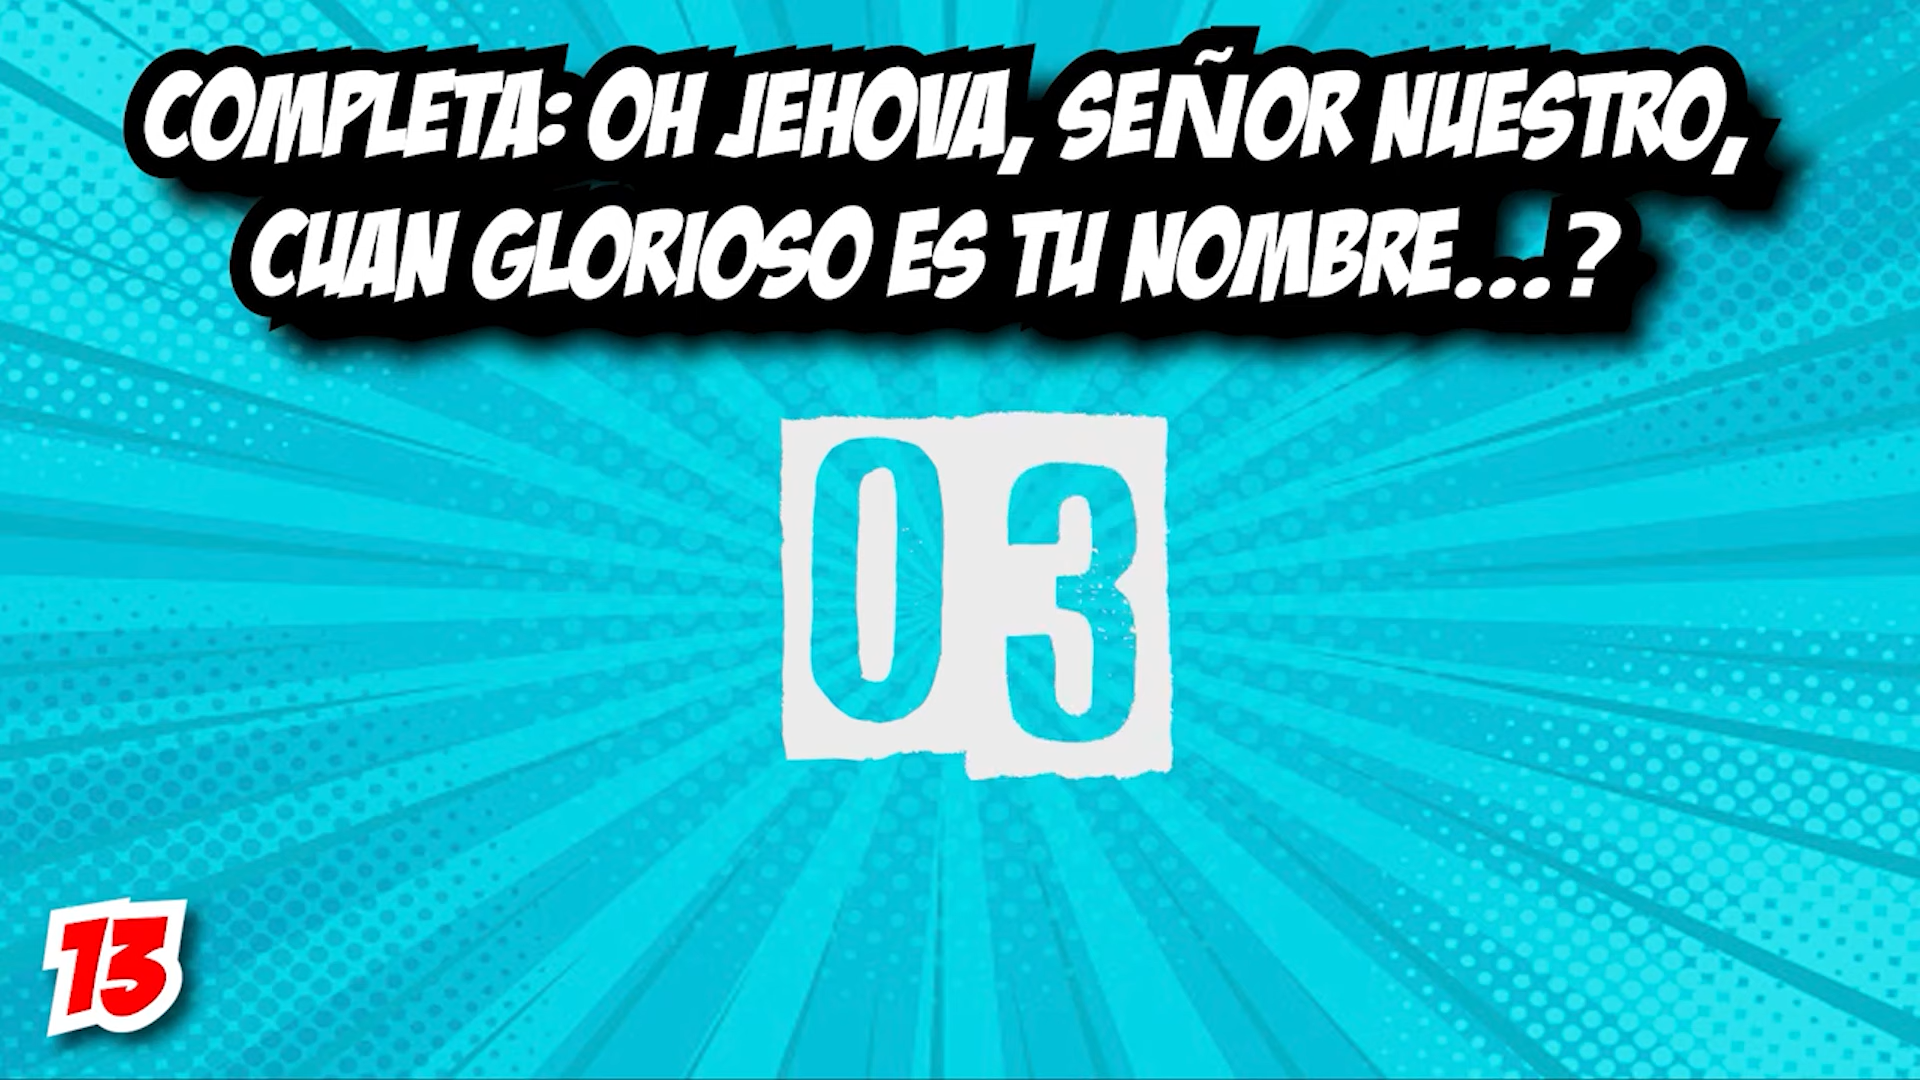 COMPLETA: OH JEHOVA, SEÑOR NUESTRO,
CUAN GLORIOSO ES TU NOMBRE...?
03
13